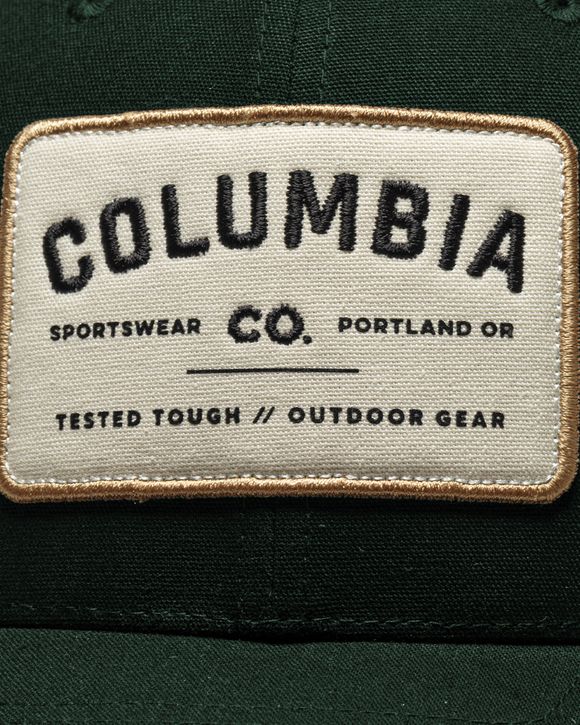 COLUMBIA
SPORTSWEAR CO. PORTLAND OR
TESTED TOUGH // OUTDOOR GEAR